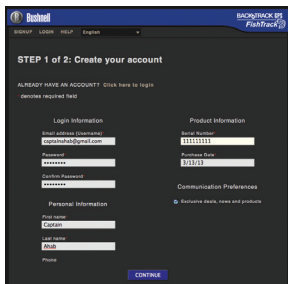 Bushnell
BACKTRACK
FishTrack
SIGNUP LOGIN HELP English
STEP 1 of 2: Create your account
ALREADY HAVE AN ACCOUNT? Click here to login
* denotes required field
Login Information
Email address (Username)*
captainahab@gmail.com
Password*
••••••••
Confirm Password*
••••••••
Personal Information
First name*
Captain
Last name*
Ahab
Phone
Product Information
Serial Number*
111111111
Purchase Date*
3/13/13
Communication Preferences
Exclusive deals, news and products
CONTINUE